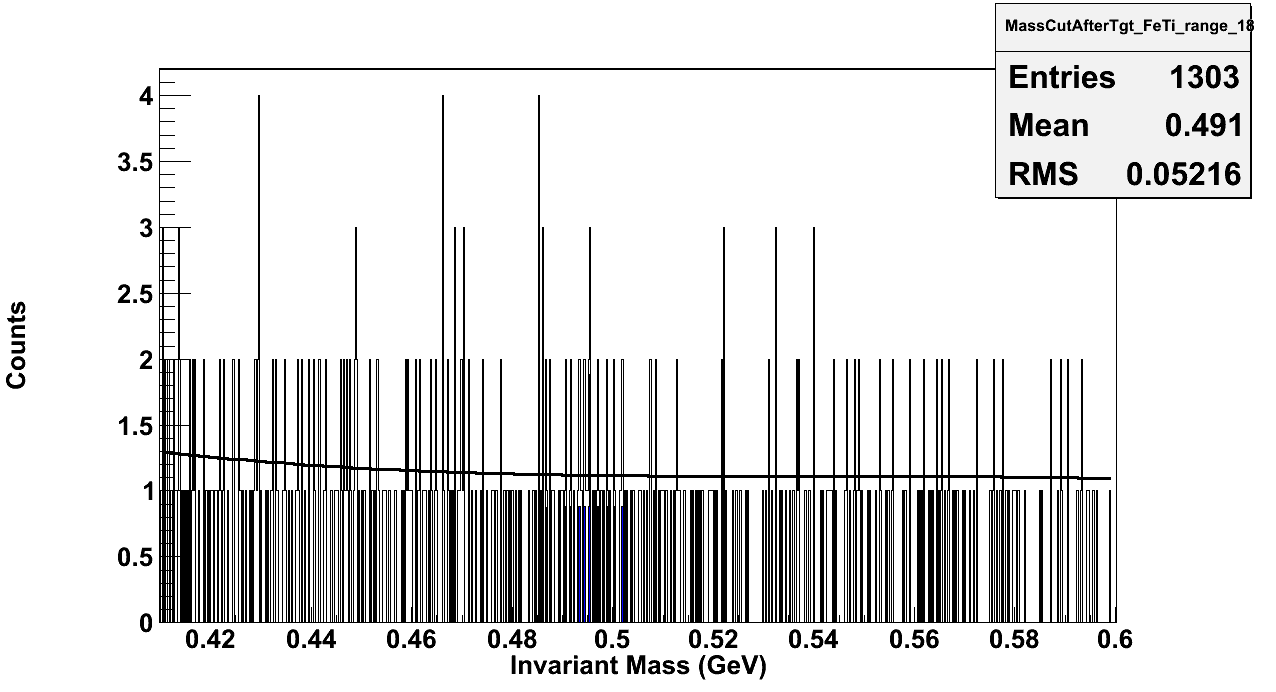 MassCutAfterTgt_FeTi_range_18
Entries 1303
Mean 0.491
RMS 0.05216
Counts
4
3.5
3
2.5
2
1.5
1
0.5
0
0.42 0.44 0.46 0.48 0.5 0.52 0.54 0.56 0.58 0.6
Invariant Mass (GeV)